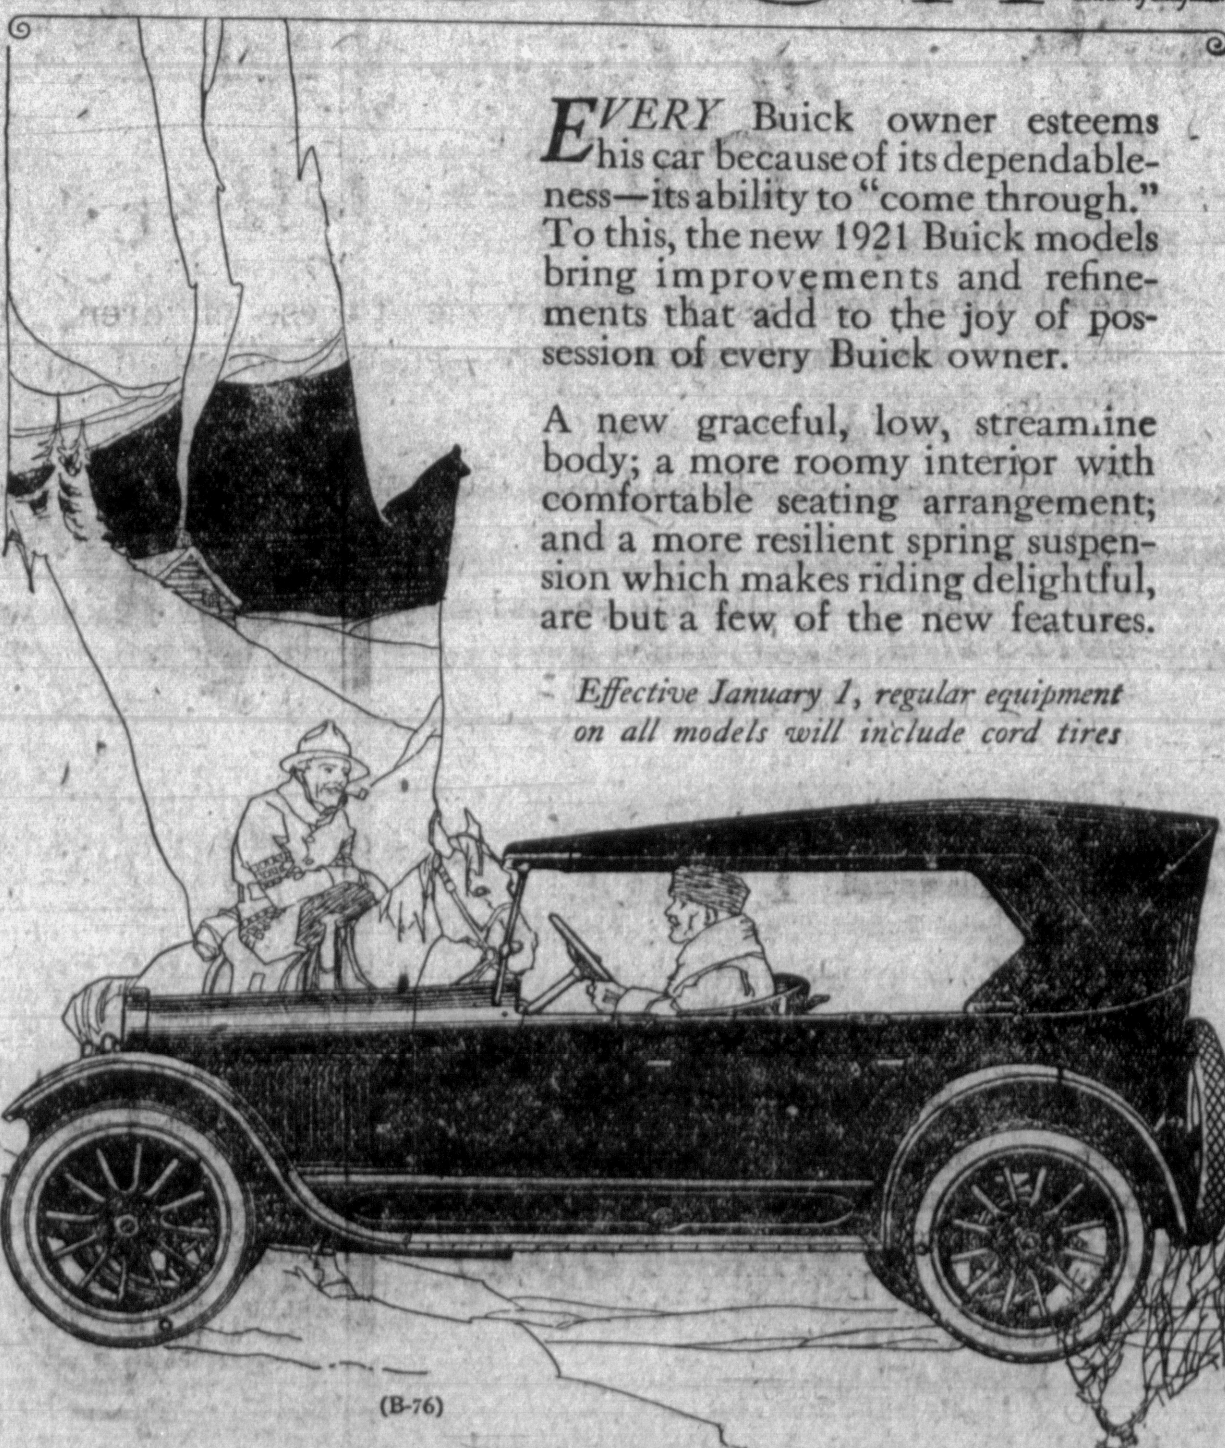 EVERY Buick owner esteems
his car because of its dependable-
ness—its ability to “come through.”
To this, the new 1921 Buick models
bring improvements and refine-
ments that add to the joy of pos-
session of every Buick owner.
A new graceful, low, streamline
body; a more roomy interior with
comfortable seating arrangement;
and a more resilient spring suspen-
sion which makes riding delightful,
are but a few of the new features.
Effective January 1, regular equipment
on all models will include cord tires
(B-76)